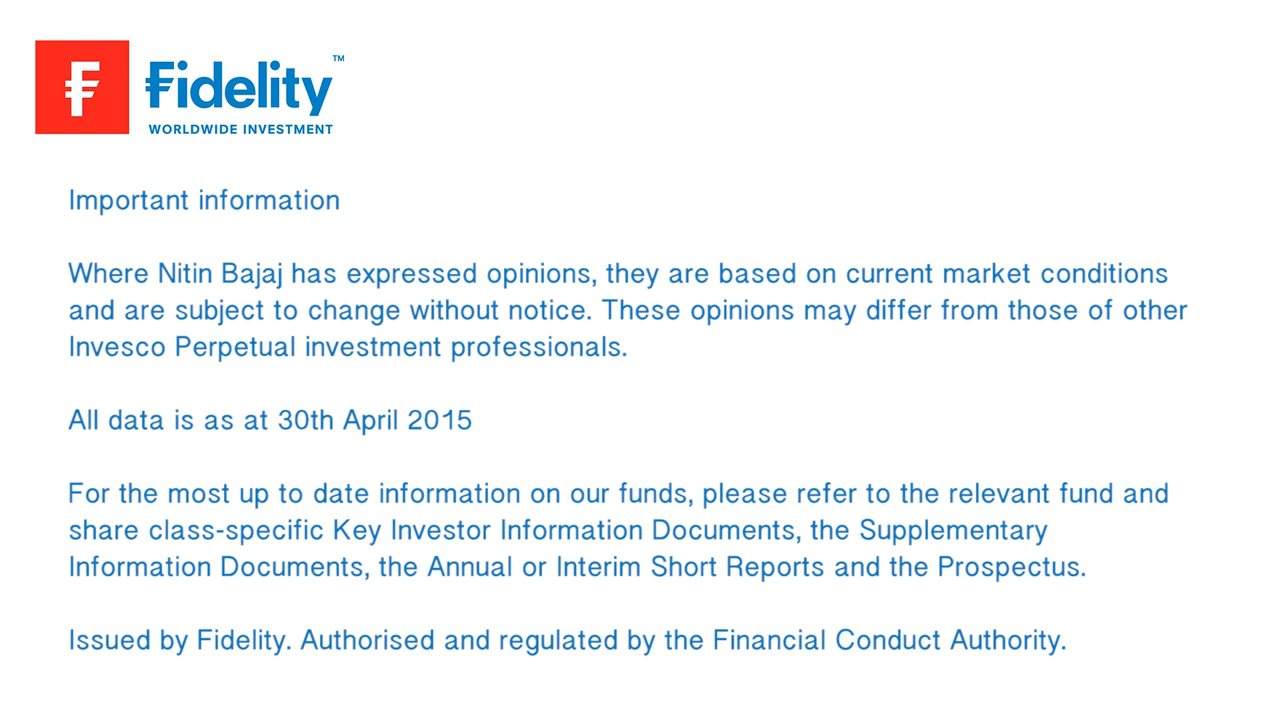 Fidelity™
WORLDWIDE INVESTMENT
Important information
Where Nitin Bajaj has expressed opinions, they are based on current market conditions
and are subject to change without notice. These opinions may differ from those of other
Invesco Perpetual investment professionals.
All data is as at 30th April 2015
For the most up to date information on our funds, please refer to the relevant fund and
share class-specific Key Investor Information Documents, the Supplementary
Information Documents, the Annual or Interim Short Reports and the Prospectus.
Issued by Fidelity. Authorised and regulated by the Financial Conduct Authority.